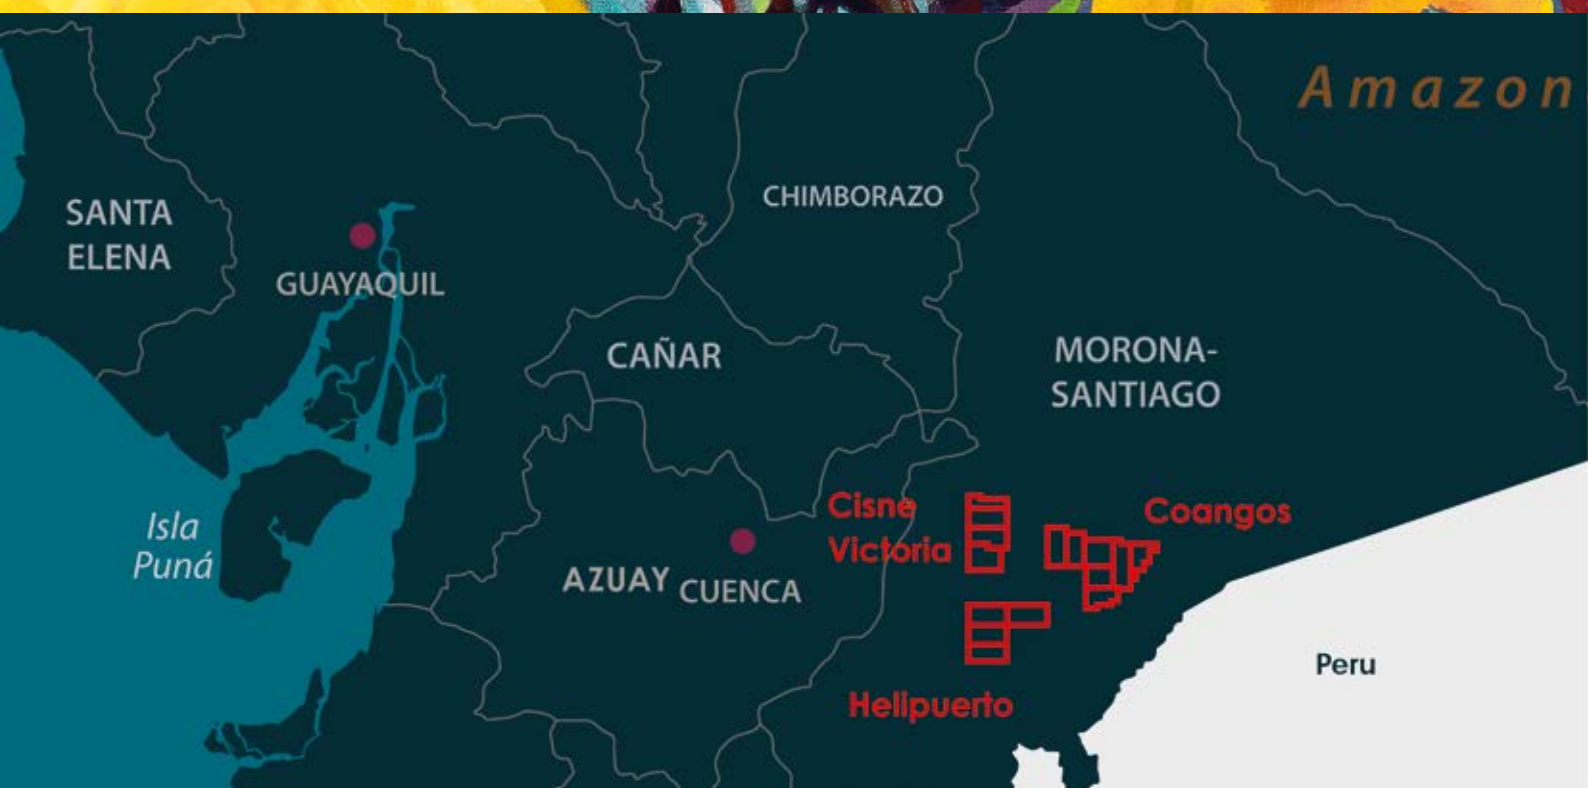 Amazon
SANTA
ELENA
CHIMBORAZO
GUAYAQUIL
CAÑAR
MORONA-
SANTIAGO
Cisne
Victoria
Coangos
Isla
Puná
AZUAY
CUENCA
Peru
Helipuerto